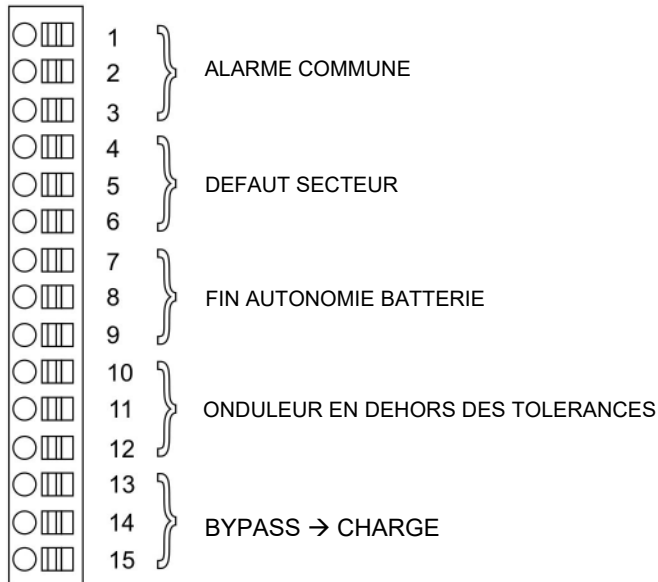 1
2 ALARME COMMUNE
3
4
5 DEFAUT SECTEUR
6
7
8 FIN AUTONOMIE BATTERIE
9
10
11 ONDULEUR EN DEHORS DES TOLERANCES
12
13
14 BYPASS → CHARGE
15